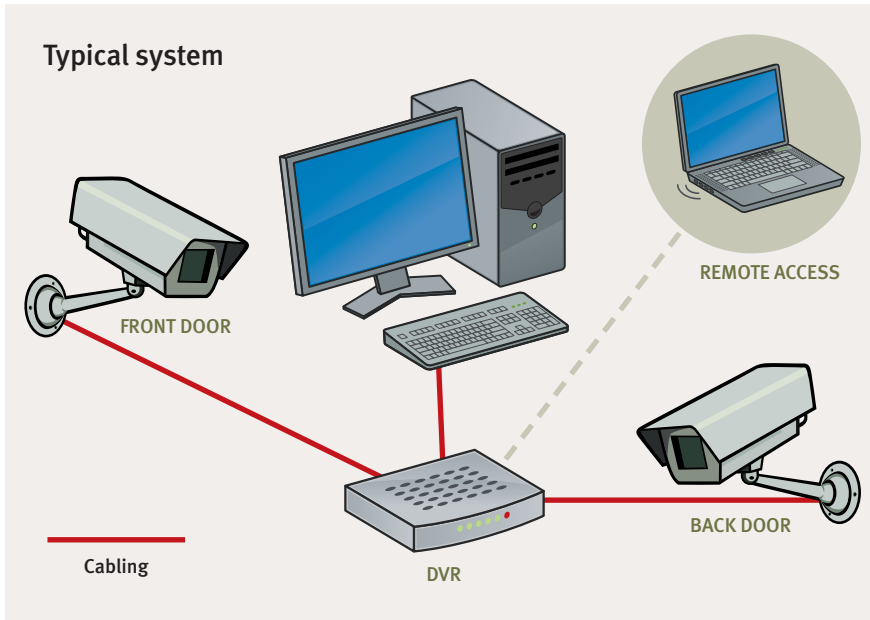 Typical system
REMOTE ACCESS
FRONT DOOR
BACK DOOR
Cabling
DVR